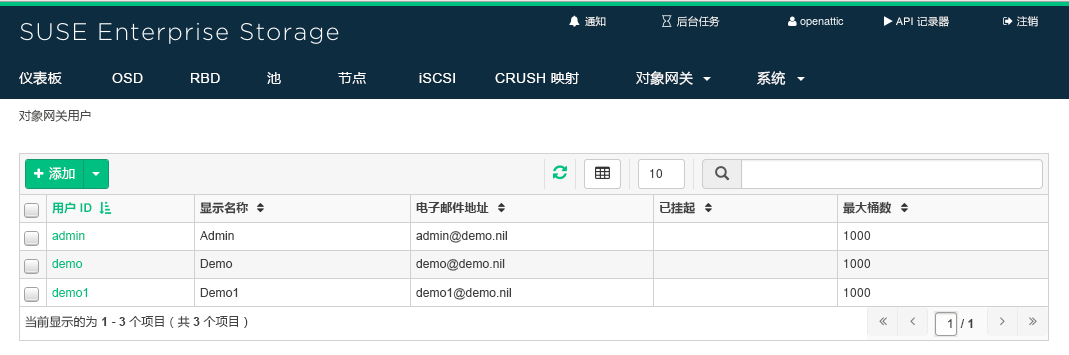 SUSE Enterprise Storage
通知 后台任务 openattic API 记录器 注销
仪表板 OSD RBD 池 节点 iSCSI CRUSH 映射 对象网关 系统
对象网关用户
添加 10
用户 ID 显示名称 电子邮件地址 已挂起 最大桶数
admin Admin admin@demo.nil 1000
demo Demo demo@demo.nil 1000
demo1 Demo1 demo1@demo.nil 1000
当前显示的为 1 - 3 个项目 ( 共 3 个项目 ) 1 / 1